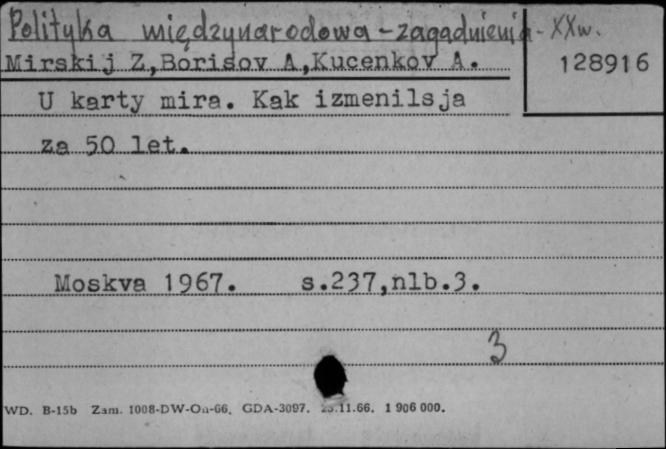 Polityka międzynarodowa - zagadnienia - XXw.
Mirskij Z,Borisov A,Kucenkov A.
128916
U karty mira. Kak izmenilsja
za 50 let.
Moskva 1967. s.237,nlb.3.
3
WD. B-15b Zam. 1008-DW-On-66. GDA-3097. .11.66. 1 906 000.